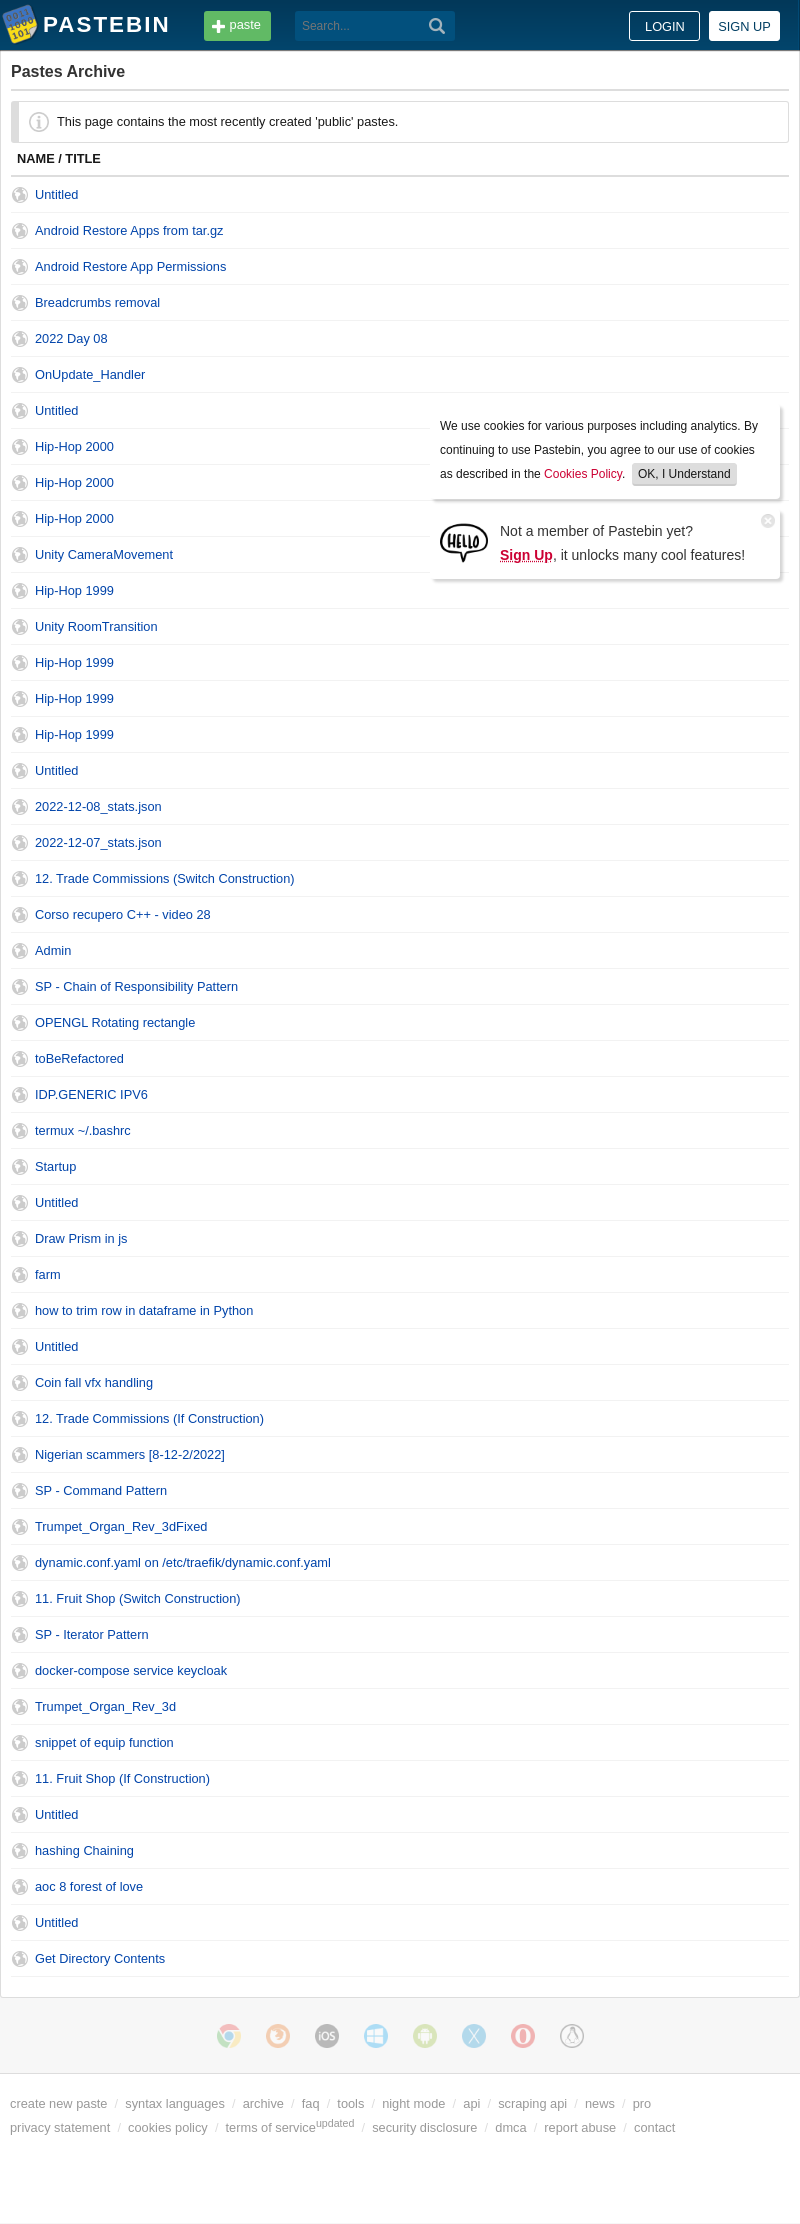 PASTEBIN
paste
Search...
LOGIN
SIGN UP
Pastes Archive
This page contains the most recently created 'public' pastes.
NAME / TITLE
Untitled
Android Restore Apps from tar.gz
Android Restore App Permissions
Breadcrumbs removal
2022 Day 08
OnUpdate_Handler
Untitled
Hip-Hop 2000
Hip-Hop 2000
Hip-Hop 2000
We use cookies for various purposes including analytics. By
continuing to use Pastebin, you agree to our use of cookies
as described in the Cookies Policy. OK, I Understand
HELLO
Not a member of Pastebin yet?
Sign Up, it unlocks many cool features!
Unity CameraMovement
Hip-Hop 1999
Unity RoomTransition
Hip-Hop 1999
Hip-Hop 1999
Hip-Hop 1999
Untitled
2022-12-08_stats.json
2022-12-07_stats.json
12. Trade Commissions (Switch Construction)
Corso recupero C++ - video 28
Admin
SP - Chain of Responsibility Pattern
OPENGL Rotating rectangle
toBeRefactored
IDP.GENERIC IPV6
termux ~/.bashrc
Startup
Untitled
Draw Prism in js
farm
how to trim row in dataframe in Python
Untitled
Coin fall vfx handling
12. Trade Commissions (If Construction)
Nigerian scammers [8-12-2/2022]
SP - Command Pattern
Trumpet_Organ_Rev_3dFixed
dynamic.conf.yaml on /etc/traefik/dynamic.conf.yaml
11. Fruit Shop (Switch Construction)
SP - Iterator Pattern
docker-compose service keycloak
Trumpet_Organ_Rev_3d
snippet of equip function
11. Fruit Shop (If Construction)
Untitled
hashing Chaining
aoc 8 forest of love
Untitled
Get Directory Contents
iOS
create new paste / syntax languages / archive / faq / tools / night mode / api / scraping api / news / pro
privacy statement / cookies policy / terms of service updated / security disclosure / dmca / report abuse / contact